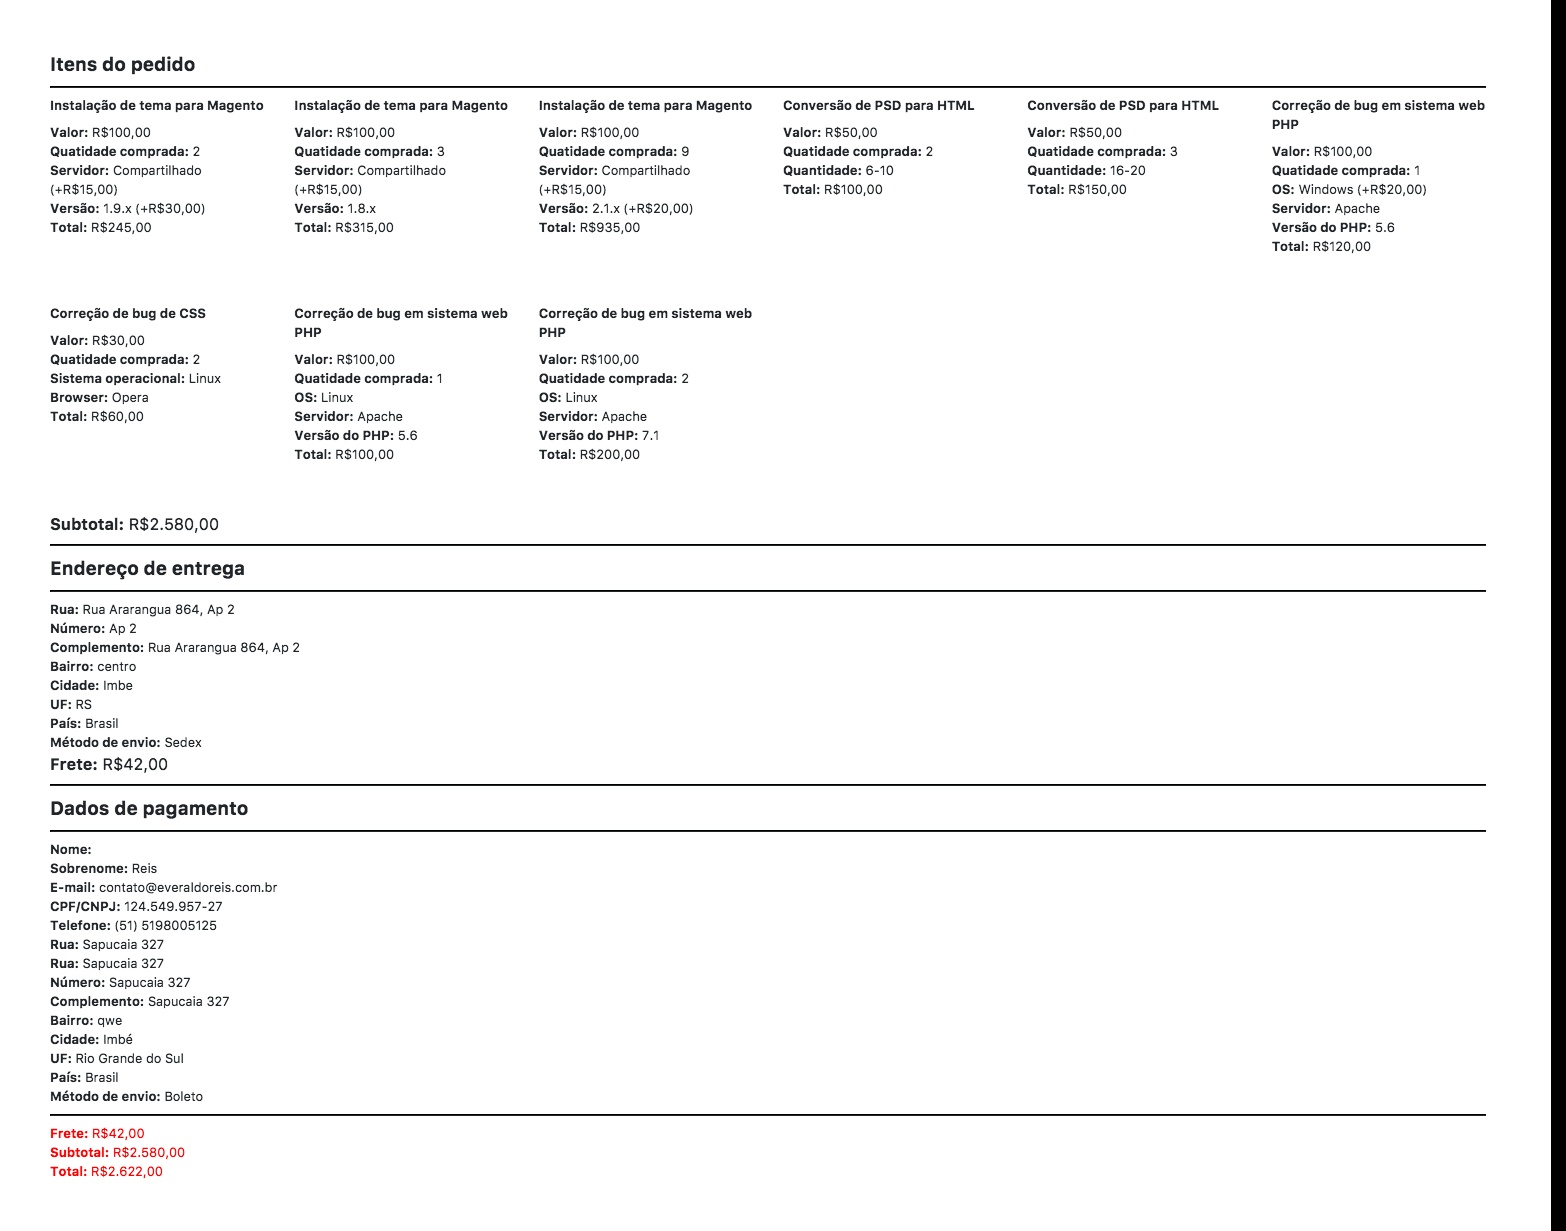 Itens do pedido
Instalação de tema para Magento
Valor: R$100,00
Quatidade comprada: 2
Servidor: Compartilhado
(+R$15,00)
Versão: 1.9.x (+R$30,00)
Total: R$245,00
Instalação de tema para Magento
Valor: R$100,00
Quatidade comprada: 3
Servidor: Compartilhado
(+R$15,00)
Versão: 1.8.x
Total: R$315,00
Instalação de tema para Magento
Valor: R$100,00
Quatidade comprada: 9
Servidor: Compartilhado
(+R$15,00)
Versão: 2.1.x (+R$20,00)
Total: R$935,00
Conversão de PSD para HTML
Valor: R$50,00
Quatidade comprada: 2
Quantidade: 6-10
Total: R$100,00
Conversão de PSD para HTML
Valor: R$50,00
Quatidade comprada: 3
Quantidade: 16-20
Total: R$150,00
Correção de bug em sistema web
PHP
Valor: R$100,00
Quatidade comprada: 1
OS: Windows (+R$20,00)
Servidor: Apache
Versão do PHP: 5.6
Total: R$120,00
Correção de bug de CSS
Valor: R$30,00
Quatidade comprada: 2
Sistema operacional: Linux
Browser: Opera
Total: R$60,00
Correção de bug em sistema web
PHP
Valor: R$100,00
Quatidade comprada: 1
OS: Linux
Servidor: Apache
Versão do PHP: 5.6
Total: R$100,00
Correção de bug em sistema web
PHP
Valor: R$100,00
Quatidade comprada: 2
OS: Linux
Servidor: Apache
Versão do PHP: 7.1
Total: R$200,00
Subtotal: R$2.580,00
Endereço de entrega
Rua: Rua Ararangua 864, Ap 2
Número: Ap 2
Complemento: Rua Ararangua 864, Ap 2
Bairro: centro
Cidade: Imbe
UF: RS
País: Brasil
Método de envio: Sedex
Frete: R$42,00
Dados de pagamento
Nome:
Sobrenome: Reis
E-mail: contato@everaldoreis.com.br
CPF/CNPJ: 124.549.957-27
Telefone: (51) 5198005125
Rua: Sapucaia 327
Rua: Sapucaia 327
Número: Sapucaia 327
Complemento: Sapucaia 327
Bairro: qwe
Cidade: Imbé
UF: Rio Grande do Sul
País: Brasil
Método de envio: Boleto
Frete: R$42,00
Subtotal: R$2.580,00
Total: R$2.622,00